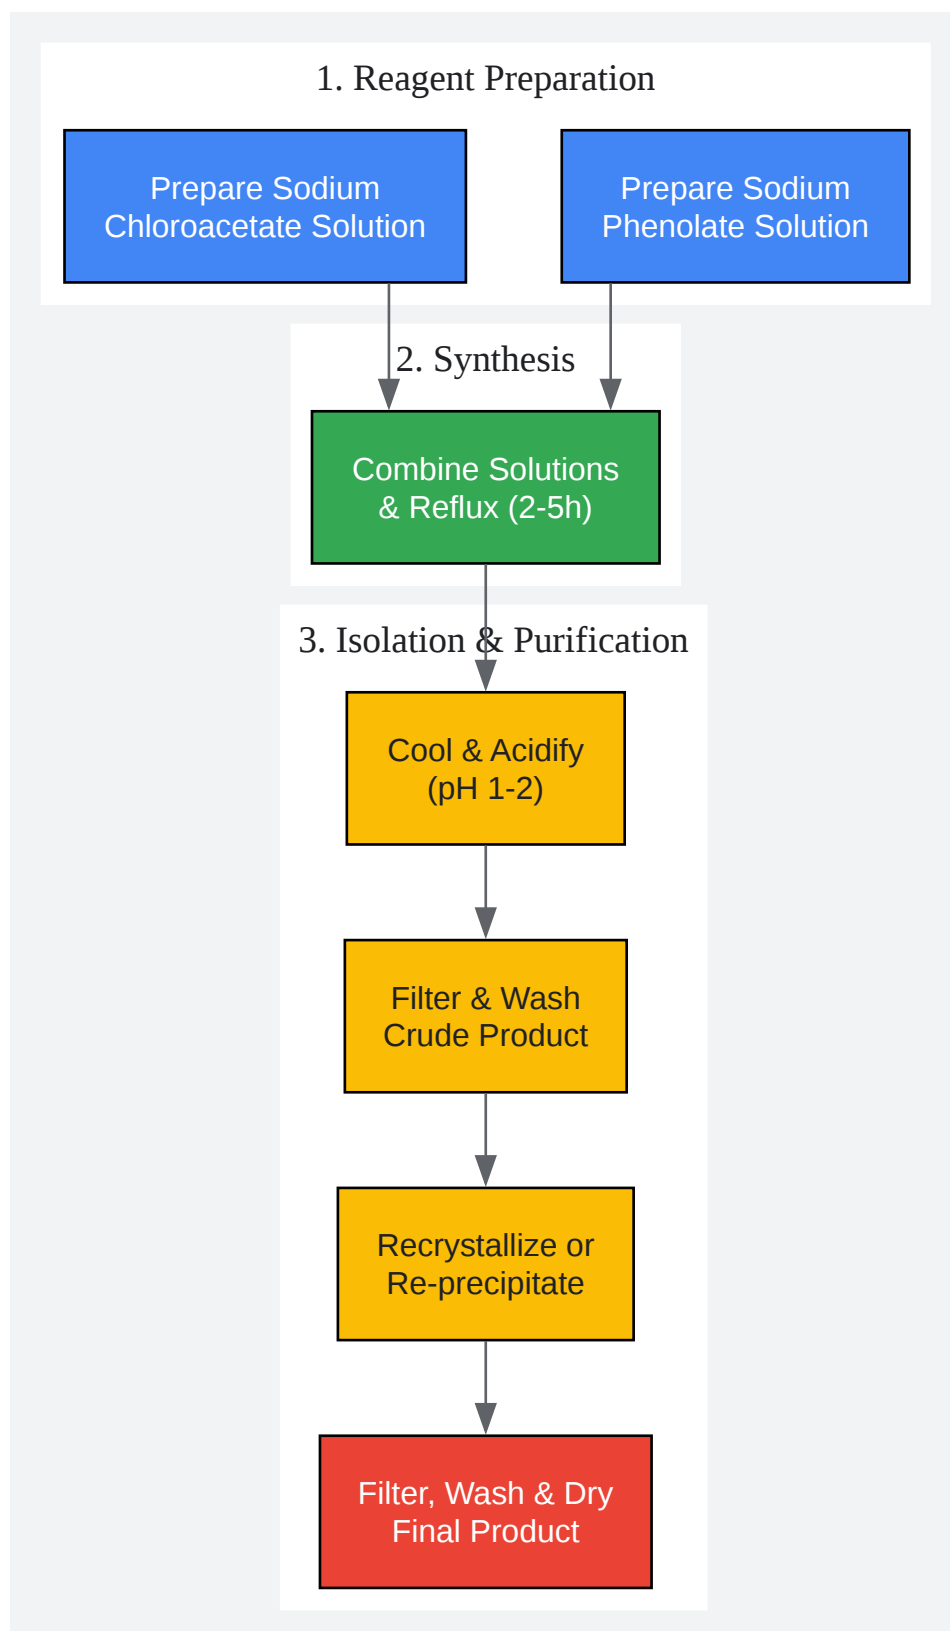 1. Reagent Preparation
Prepare Sodium
Chloroacetate Solution
Prepare Sodium
Phenolate Solution
2. Synthesis
Combine Solutions
& Reflux (2-5h)
3. Isolation & Purification
Cool & Acidify
(pH 1-2)
Filter & Wash
Crude Product
Recrystallize or
Re-precipitate
Filter, Wash & Dry
Final Product